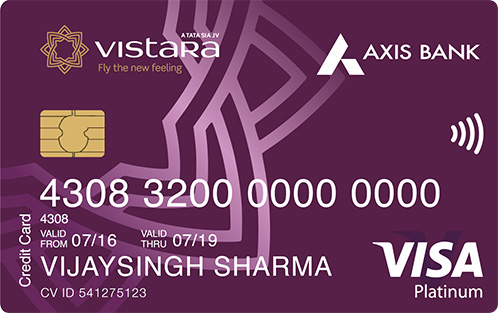 A TATA SIA JV
VISTARA
Fly the new feeling
AXIS BANK
4308 3200 0000 0000
4308
VALID FROM 07/16 VALID THRU 07/19
Credit Card
VIJAYSINGH SHARMA
CV ID 541275123
VISA
Platinum